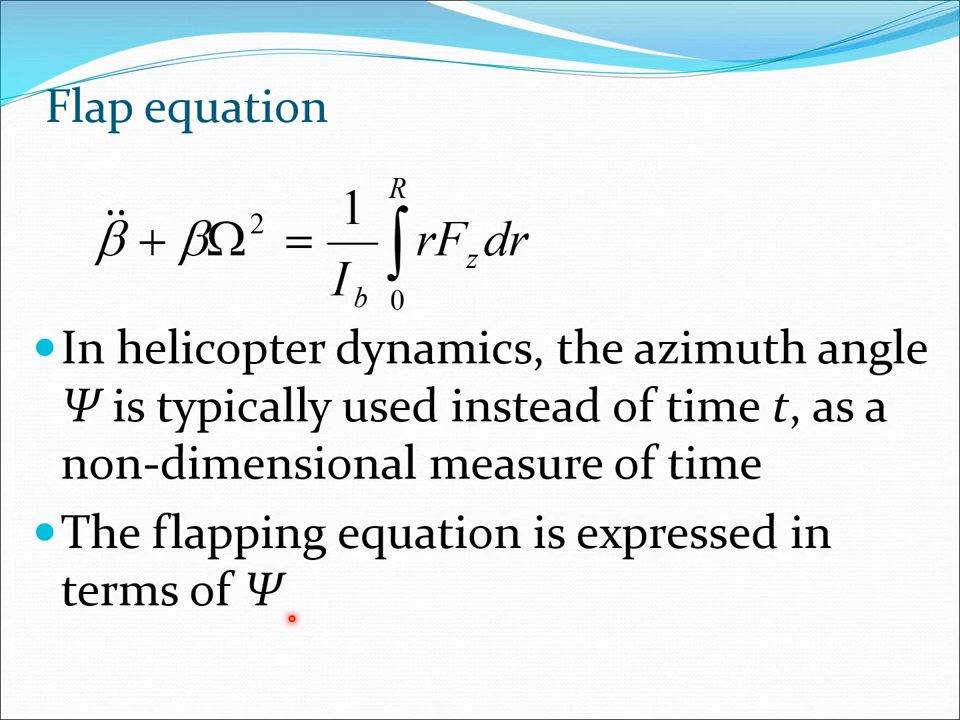 Flap equation
β̈ + βΩ² = 1/I_b ∫₀ᴿ rF_z dr
In helicopter dynamics, the azimuth angle
Ψ is typically used instead of time t, as a
non-dimensional measure of time
The flapping equation is expressed in
terms of Ψ